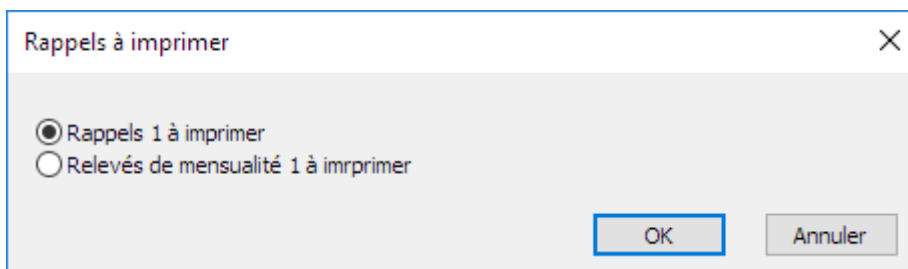 Rappels à imprimer
Rappels 1 à imprimer
Relevés de mensualité 1 à imrprimer
OK Annuler